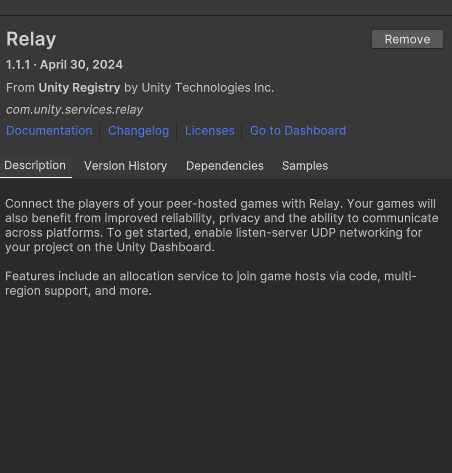 Relay
Remove
1.1.1 · April 30, 2024
From Unity Registry by Unity Technologies Inc.
com.unity.services.relay
Documentation Changelog Licenses Go to Dashboard
Description Version History Dependencies Samples
Connect the players of your peer-hosted games with Relay. Your games will
also benefit from improved reliability, privacy and the ability to communicate
across platforms. To get started, enable listen-server UDP networking for
your project on the Unity Dashboard.
Features include an allocation service to join game hosts via code, multi-
region support, and more.